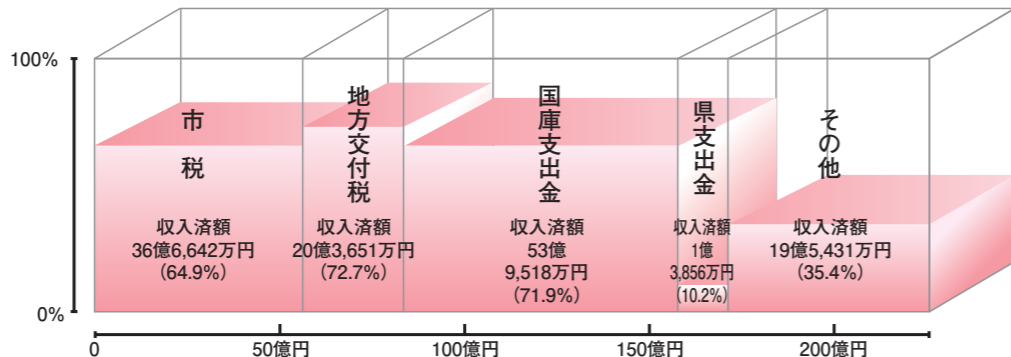 100%
0%
市税
収入済額
36億6,642万円
(64.9%)
地方交付税
収入済額
20億3,651万円
(72.7%)
国庫支出金
収入済額
53億
9,518万円
(71.9%)
県支出金
収入済額
1億
3,856万円
(10.2%)
その他
収入済額
19億5,431万円
(35.4%)
0
50億円
100億円
150億円
200億円